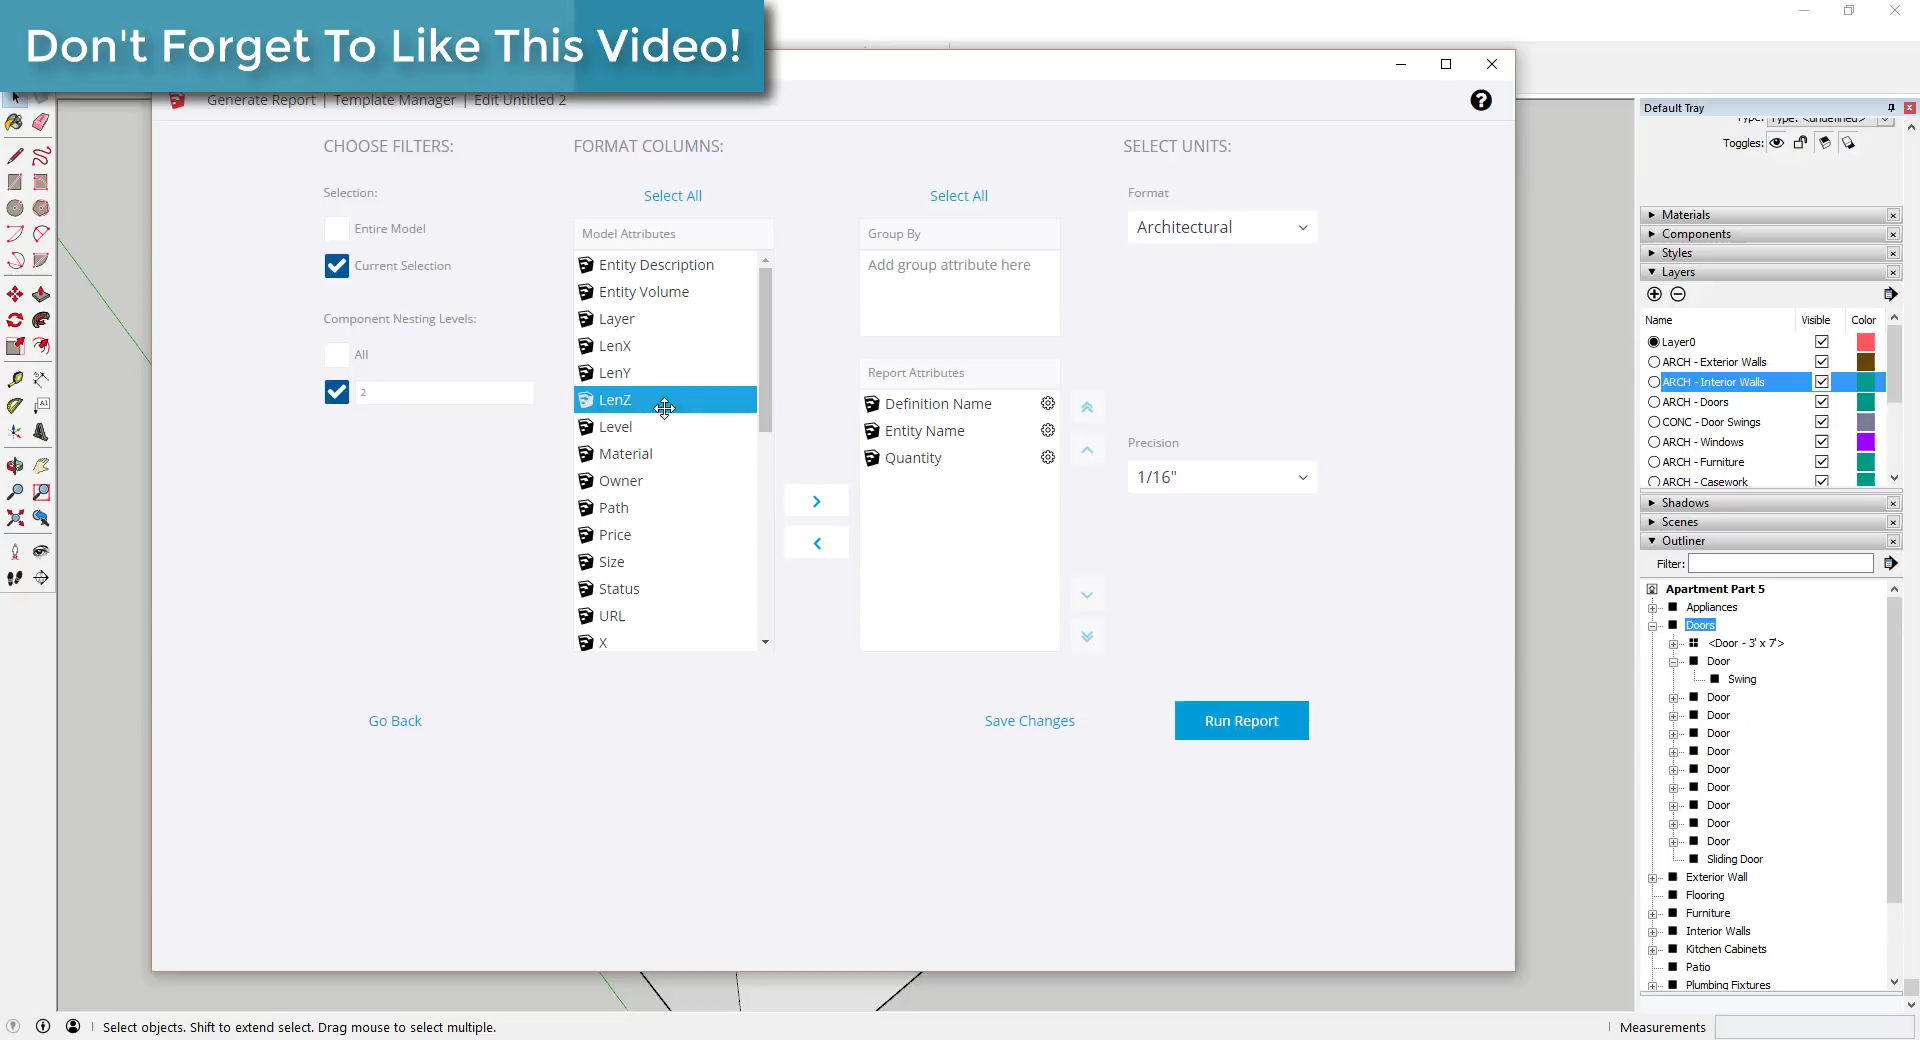 Don't Forget To Like This Video!
Generate Report | Template Manager | Edit Untitled 2
?
CHOOSE FILTERS:
Selection:
Entire Model
Current Selection
Component Nesting Levels:
All
2
FORMAT COLUMNS:
Select All
Model Attributes
Entity Description
Entity Volume
Layer
LenX
LenY
LenZ
Level
Material
Owner
Path
Price
Size
Status
URL
X
Select All
Group By
Add group attribute here
Report Attributes
Definition Name
Entity Name
Quantity
SELECT UNITS:
Format
Architectural
Precision
1/16"
Go Back
Save Changes
Run Report
Default Tray
Type: Type: <undefined>
Toggles:
Materials
Components
Styles
Layers
Name Visible Color
Layer0
ARCH - Exterior Walls
ARCH - Interior Walls
ARCH - Doors
CONC - Door Swings
ARCH - Windows
ARCH - Furniture
ARCH - Casework
Shadows
Scenes
Outliner
Filter:
Apartment Part 5
Appliances
Doors
<Door - 3' x 7'>
Door
Swing
Door
Door
Door
Door
Door
Door
Door
Door
Door
Sliding Door
Exterior Wall
Flooring
Furniture
Interior Walls
Kitchen Cabinets
Patio
Plumbing Fixtures
Select objects. Shift to extend select. Drag mouse to select multiple.
Measurements